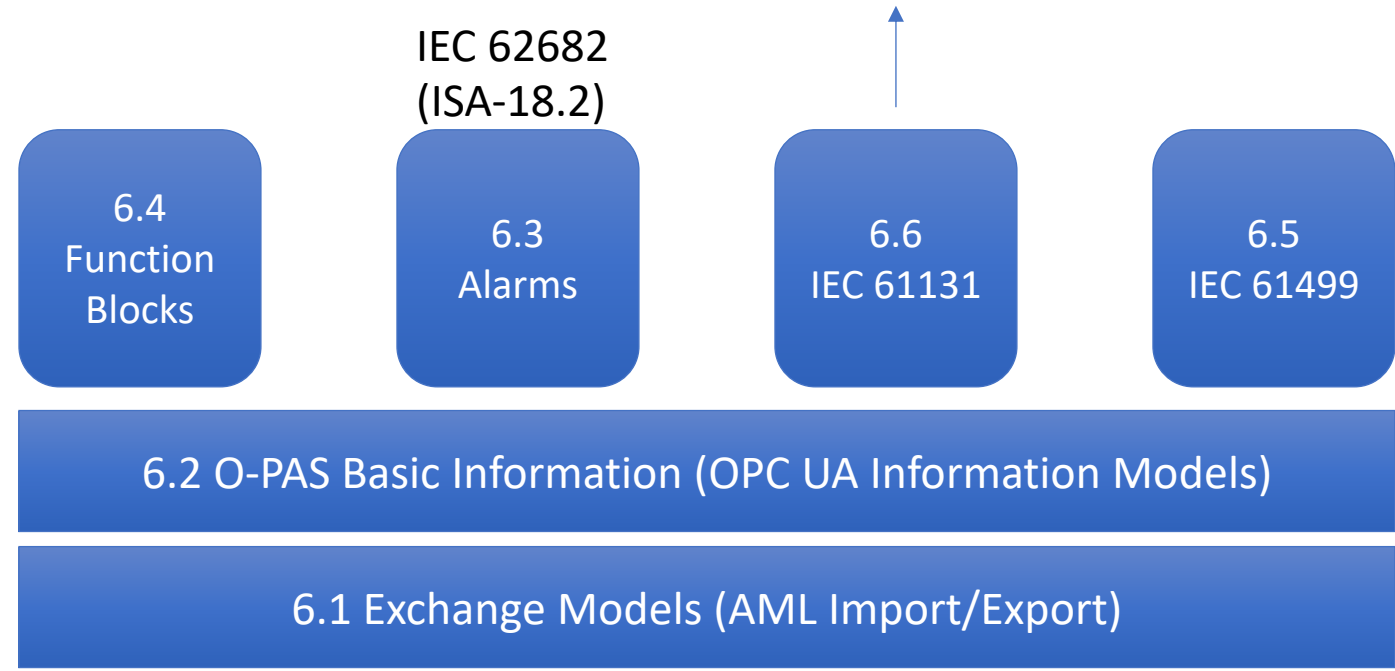 IEC 62682
(ISA-18.2)
6.4
Function
Blocks
6.3
Alarms
6.6
IEC 61131
6.5
IEC 61499
6.2 O-PAS Basic Information (OPC UA Information Models)
6.1 Exchange Models (AML Import/Export)